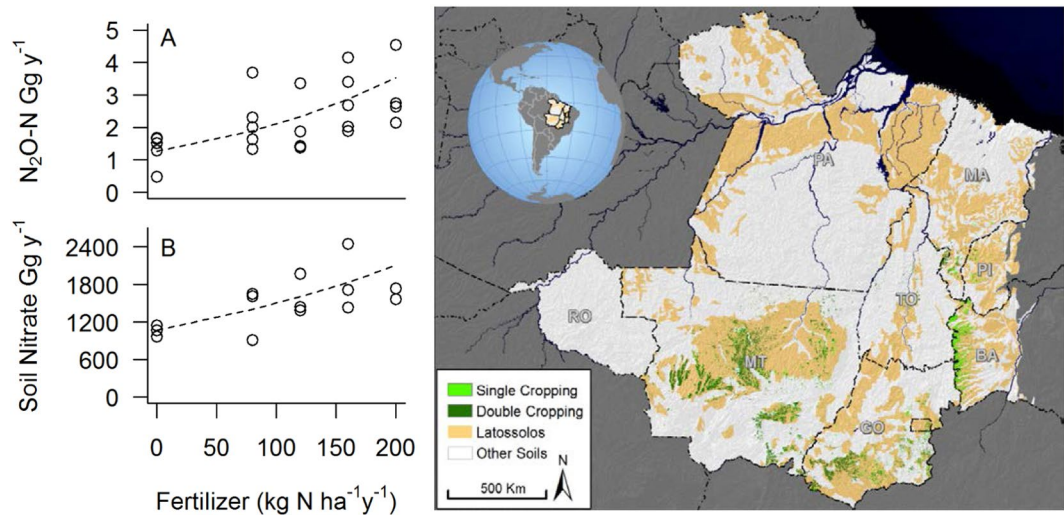 A
5
4
3
2
1
0
N₂O-N Gg y⁻¹
B
2400
1800
1200
600
0
Soil Nitrate Gg y⁻¹
0 50 100 150 200
Fertilizer (kg N ha⁻¹y⁻¹)
PA
MA
PI
TO
RO
BA
MT
GO
Single Cropping
Double Cropping
Latossolos
Other Soils
N
500 Km